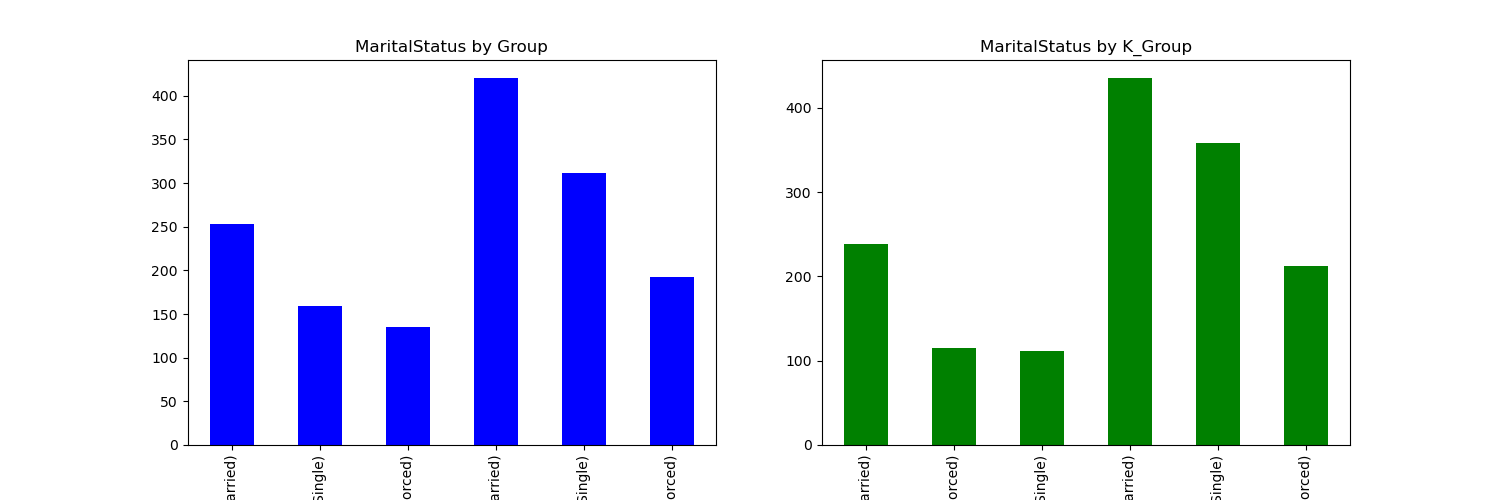 MaritalStatus by Group
400
350
300
250
200
150
100
50
0
arried)
Single)
orced)
arried)
Single)
orced)
MaritalStatus by K_Group
400
300
200
100
0
arried)
orced)
Single)
arried)
Single)
orced)